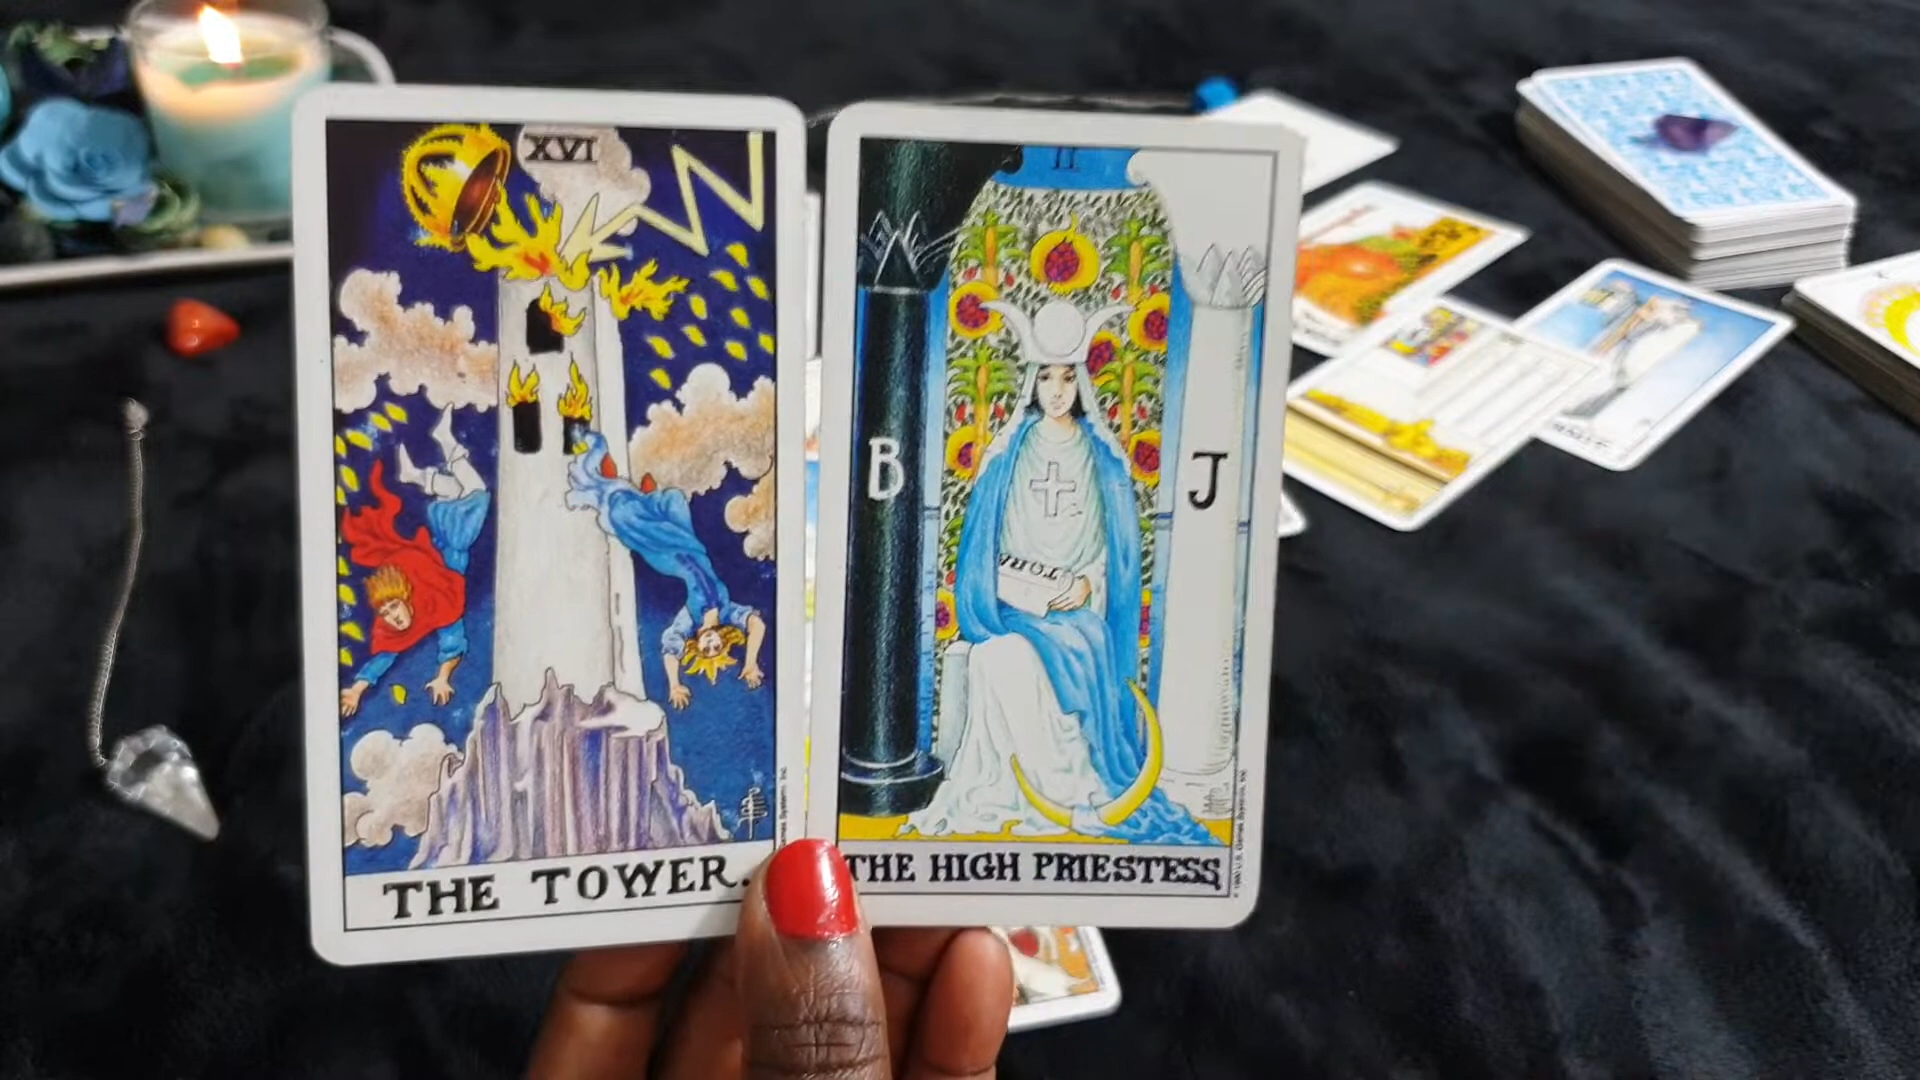 XVI
THE TOWER.
II
B
J
TORA
THE HIGH PRIESTESS